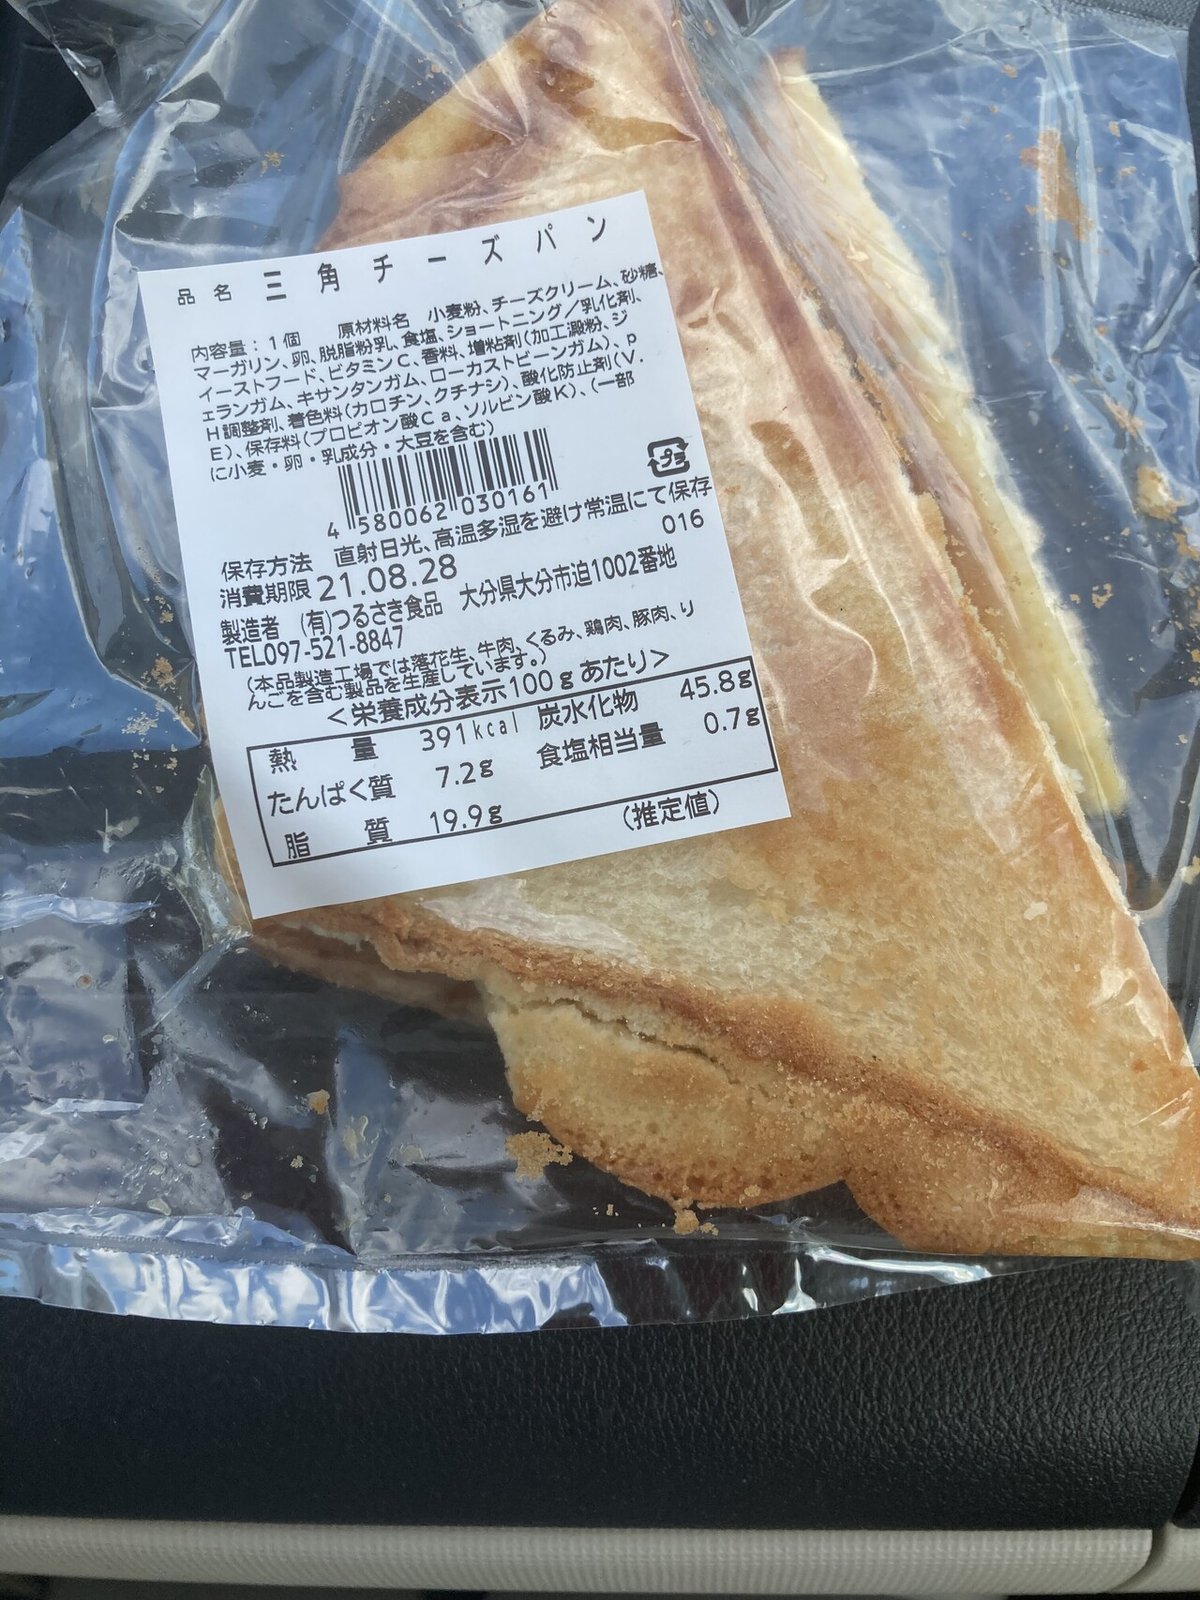 品名 三角チーズパン
内容量：1個 原材料名 小麦粉、チーズクリーム、砂糖、
マーガリン、卵、脱脂粉乳、食塩、ショートニング／乳化剤、
イーストフード、ビタミンC、香料、増粘剤(加工澱粉、ジ
ェランガム、キサンタンガム、ローカストビーンガム)、p
H調整剤、着色料(カロチン、クチナシ)、酸化防止剤(V.
E)、保存料(プロピオン酸Ca、ソルビン酸K)、(一部
に小麦・卵・乳成分・大豆を含む)
プラ
4 580062 030161
保存方法 直射日光、高温多湿を避け常温にて保存
消費期限 21.08.28 016
製造者 (有)つるさき食品 大分県大分市迫1002番地
TEL097-521-8847
(本品製造工場では落花生、牛肉、くるみ、鶏肉、豚肉、り
んごを含む製品を生産しています。)
＜栄養成分表示100gあたり＞
熱量 391kcal 炭水化物 45.8g
たんぱく質 7.2g 食塩相当量 0.7g
脂質 19.9g (推定値)